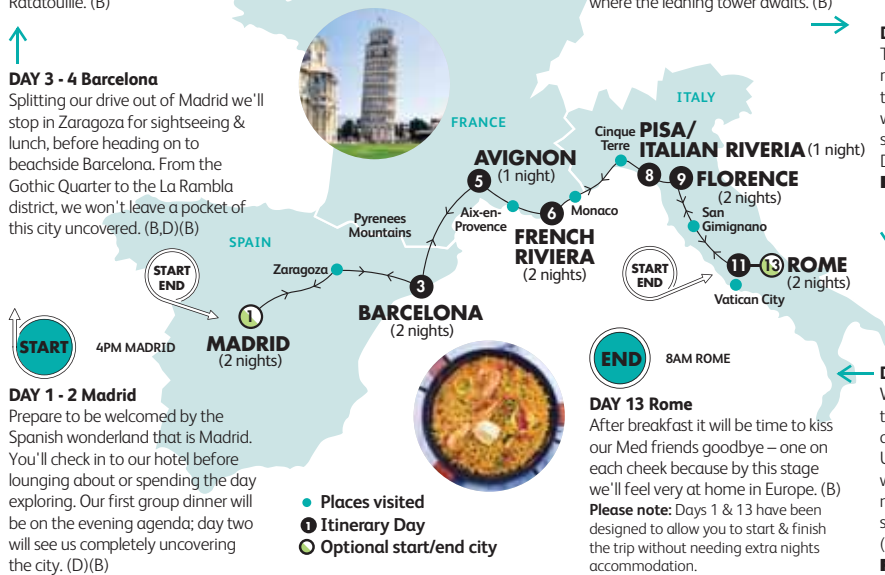 Ratatouille. (B)
where the leaning tower awaits. (B)
DAY 3 - 4 Barcelona
Splitting our drive out of Madrid we'll
stop in Zaragoza for sightseeing &
lunch, before heading on to
beachside Barcelona. From the
Gothic Quarter to the La Rambla
district, we won't leave a pocket of
this city uncovered. (B,D)(B)
START
4PM MADRID
DAY 1 - 2 Madrid
Prepare to be welcomed by the
Spanish wonderland that is Madrid.
You'll check in to our hotel before
lounging about or spending the day
exploring. Our first group dinner will
be on the evening agenda; day two
will see us completely uncovering
the city. (D)(B)
SPAIN
START
END
1
MADRID
(2 nights)
Zaragoza
Pyrenees
Mountains
3
BARCELONA
(2 nights)
FRANCE
AVIGNON
(1 night)
5
Aix-en-
Provence
6
FRENCH
RIVIERA
(2 nights)
Monaco
ITALY
Cinque
Terre
PISA/
ITALIAN RIVERIA (1 night)
8
9
FLORENCE
(2 nights)
San
Gimignano
START
END
11
13
ROME
(2 nights)
Vatican City
Places visited
1 Itinerary Day
Optional start/end city
END
8AM ROME
DAY 13 Rome
After breakfast it will be time to kiss
our Med friends goodbye – one on
each cheek because by this stage
we'll feel very at home in Europe. (B)
Please note: Days 1 & 13 have been
designed to allow you to start & finish
the trip without needing extra nights
accommodation.